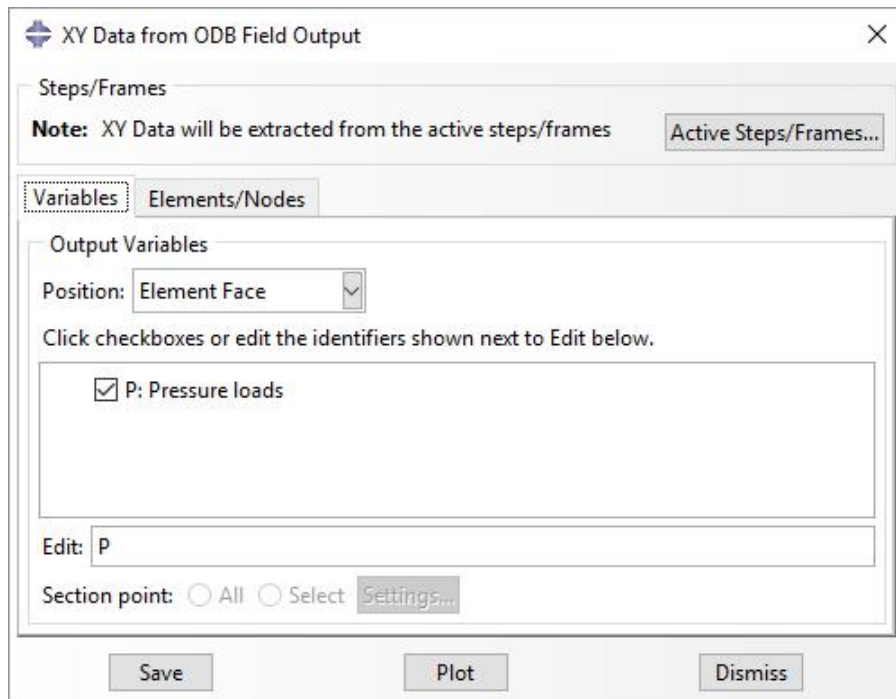 XY Data from ODB Field Output
Steps/Frames
Note: XY Data will be extracted from the active steps/frames Active Steps/Frames...
Variables Elements/Nodes
Output Variables
Position: Element Face
Click checkboxes or edit the identifiers shown next to Edit below.
P: Pressure loads
Edit: P
Section point: All Select Settings...
Save Plot Dismiss